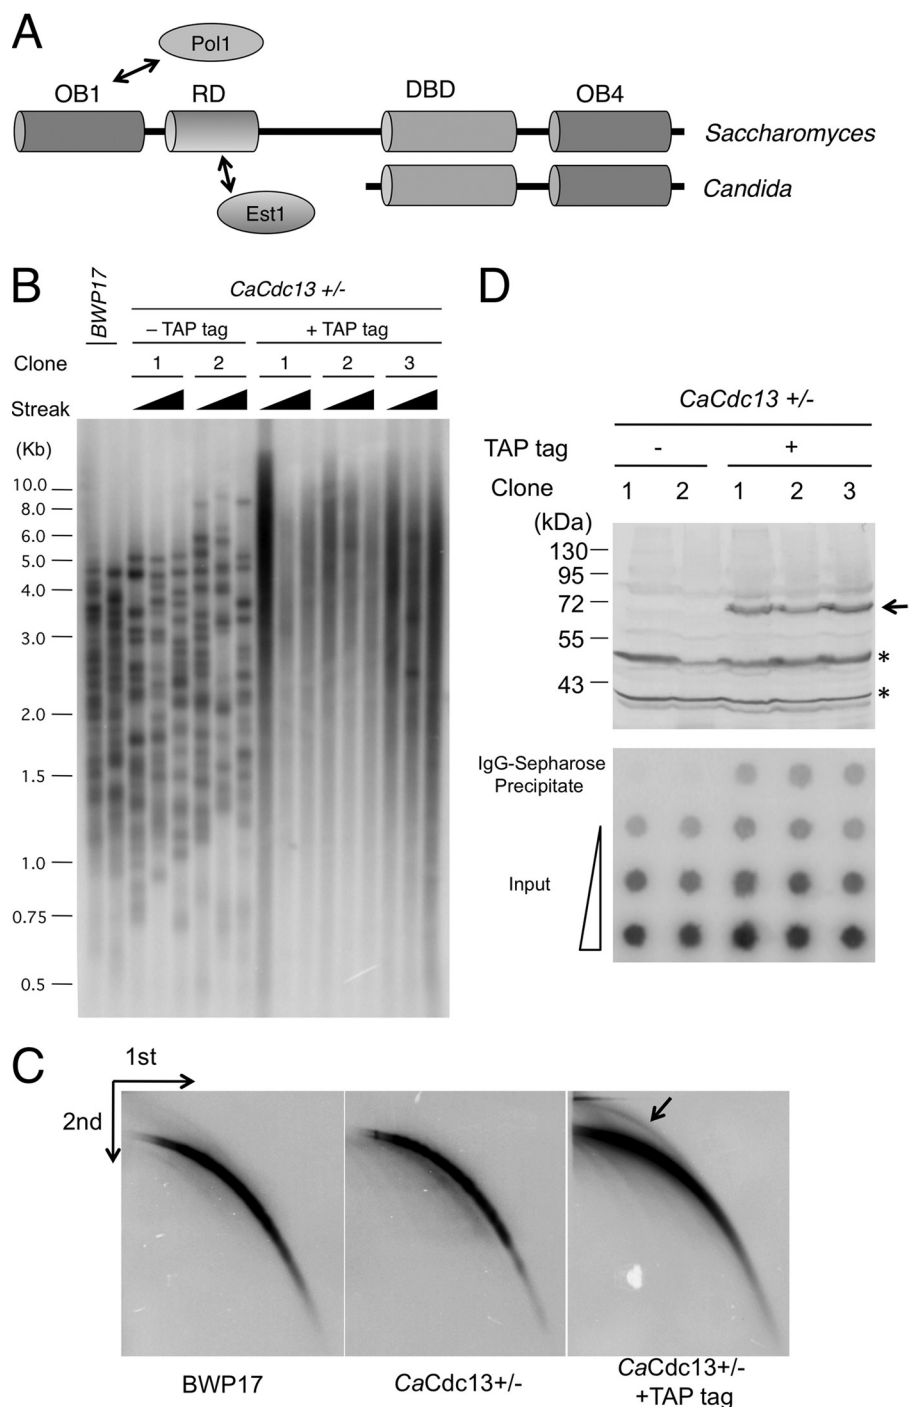 A
Pol1
OB1
RD
DBD
OB4
Saccharomyces
Candida
Est1
B
BWP17
CaCdc13 +/-
– TAP tag
+ TAP tag
Clone
1
2
1
2
3
Streak
(Kb)
10.0
8.0
6.0
5.0
4.0
3.0
2.0
1.5
1.0
0.75
0.5
D
CaCdc13 +/-
TAP tag
-
+
Clone
1
2
1
2
3
(kDa)
130
95
72
55
43
*
*
IgG-Sepharose
Precipitate
Input
C
1st
2nd
BWP17
CaCdc13+/-
CaCdc13+/-
+TAP tag